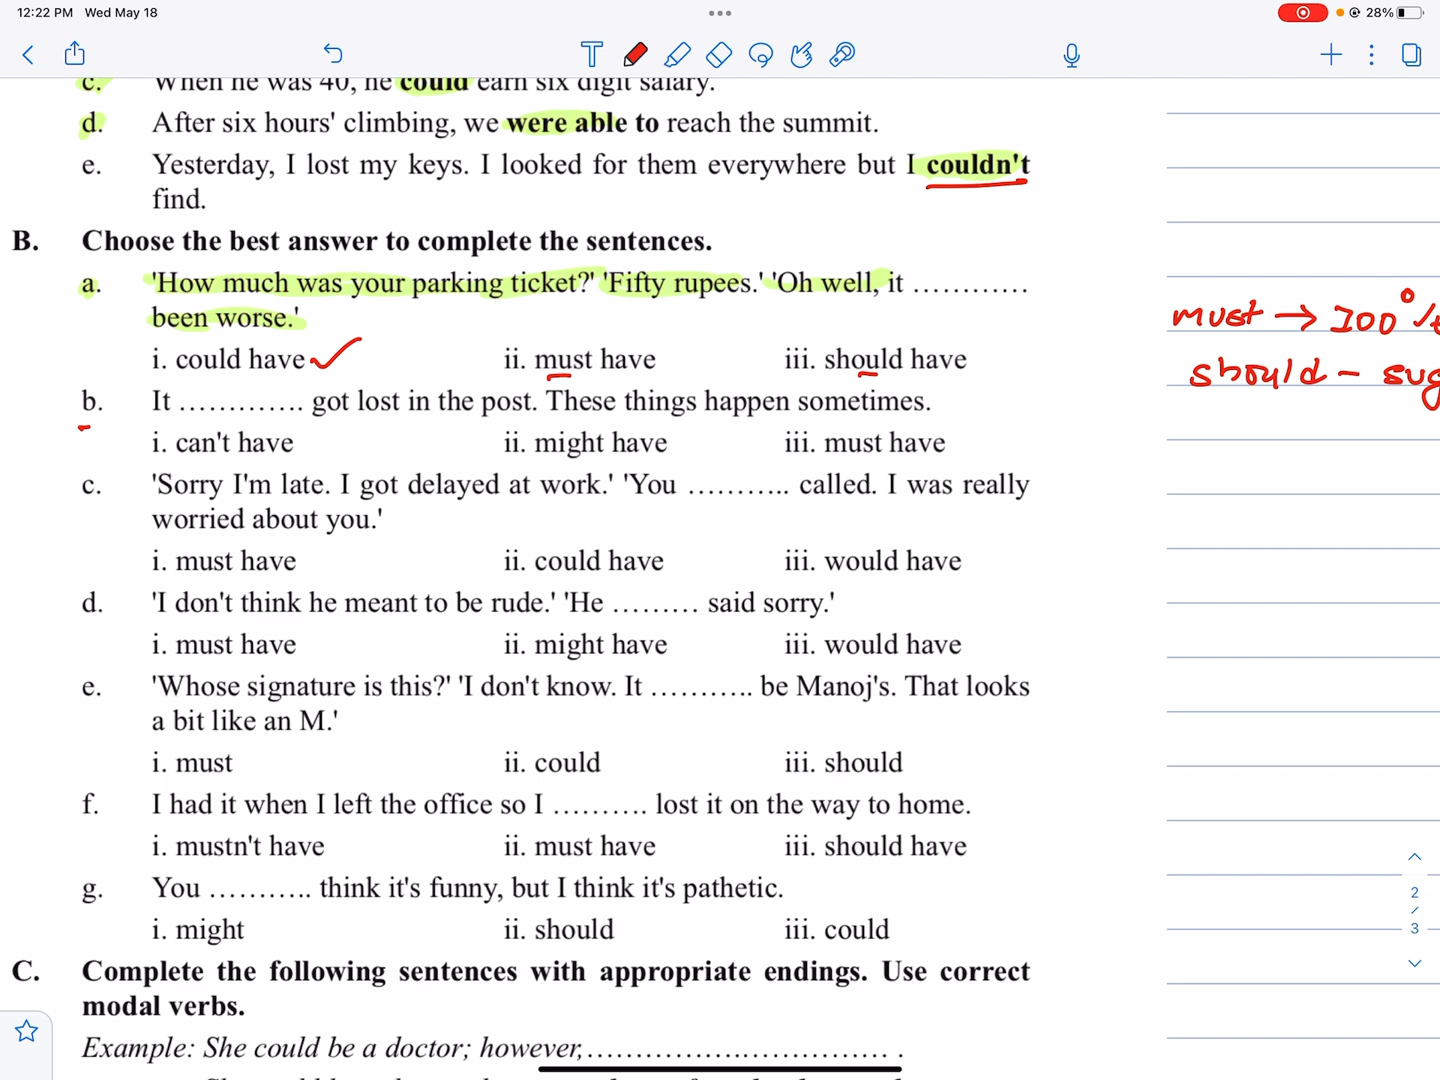 12:22 PM Wed May 18
28%
c. When he was 40, he could earn six digit salary.
d. After six hours' climbing, we were able to reach the summit.
e. Yesterday, I lost my keys. I looked for them everywhere but I couldn't
find.
B. Choose the best answer to complete the sentences.
a. 'How much was your parking ticket?' 'Fifty rupees.' 'Oh well, it …………
been worse.'
must → 100%
i. could have ✓ ii. must have iii. should have
should - sug
b. It …………. got lost in the post. These things happen sometimes.
i. can't have ii. might have iii. must have
c. 'Sorry I'm late. I got delayed at work.' 'You ……….. called. I was really
worried about you.'
i. must have ii. could have iii. would have
d. 'I don't think he meant to be rude.' 'He ……… said sorry.'
i. must have ii. might have iii. would have
e. 'Whose signature is this?' 'I don't know. It ……….. be Manoj's. That looks
a bit like an M.'
i. must ii. could iii. should
f. I had it when I left the office so I ………. lost it on the way to home.
i. mustn't have ii. must have iii. should have
g. You ……….. think it's funny, but I think it's pathetic.
i. might ii. should iii. could
2
/
3
C. Complete the following sentences with appropriate endings. Use correct
modal verbs.
Example: She could be a doctor; however,…………………………… .